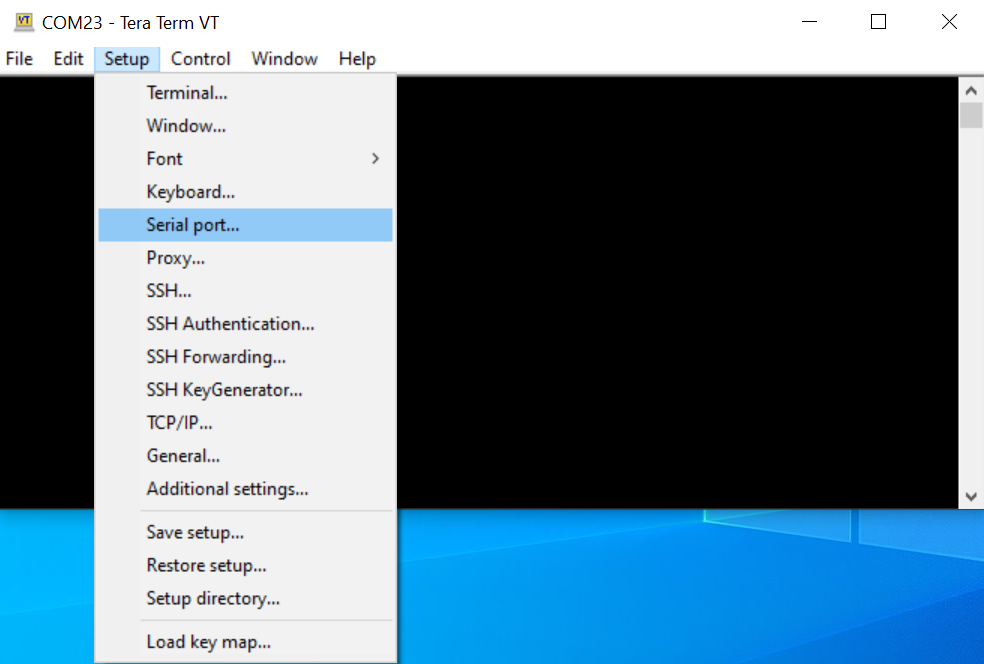 VT COM23 - Tera Term VT
File Edit Setup Control Window Help
Terminal...
Window...
Font
Keyboard...
Serial port...
Proxy...
SSH...
SSH Authentication...
SSH Forwarding...
SSH KeyGenerator...
TCP/IP...
General...
Additional settings...
Save setup...
Restore setup...
Setup directory...
Load key map...